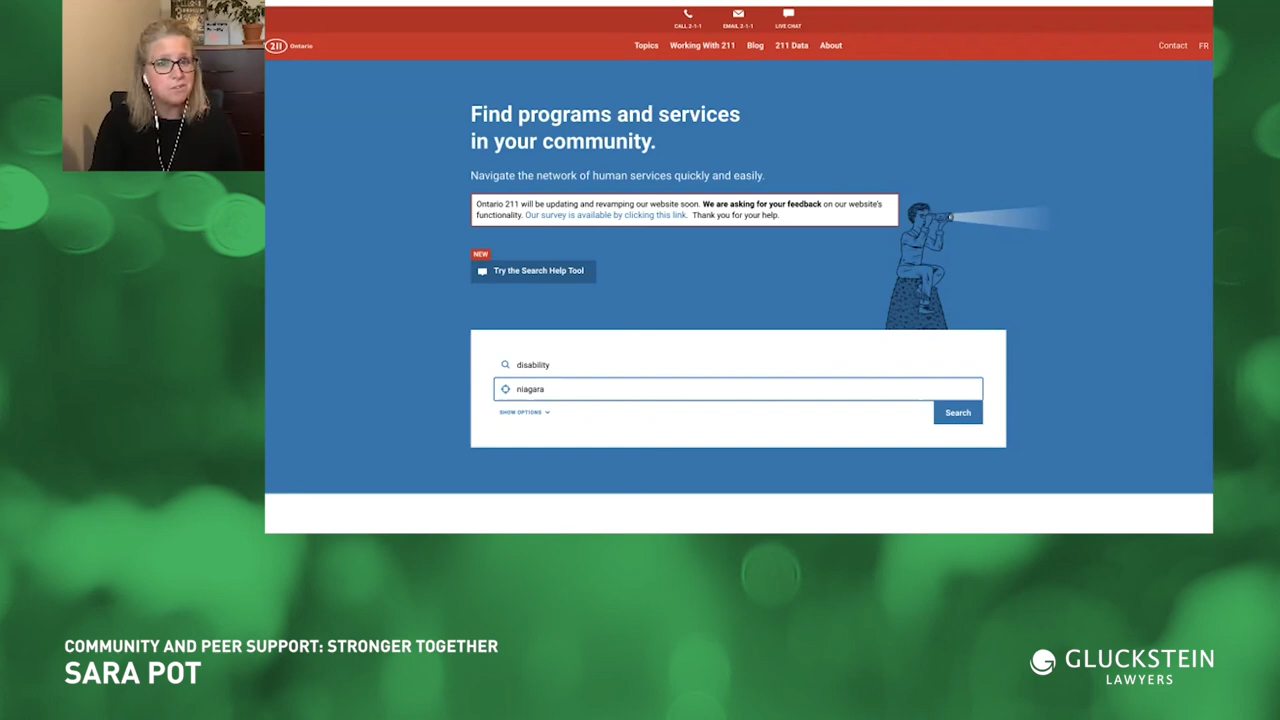 CALL 2-1-1
EMAIL 2-1-1
LIVE CHAT
211 Ontario
Topics Working With 211 Blog 211 Data About
Contact FR
Find programs and services
in your community.
Navigate the network of human services quickly and easily.
Ontario 211 will be updating and revamping our website soon. We are asking for your feedback on our website's
functionality. Our survey is available by clicking this link. Thank you for your help.
NEW
Try the Search Help Tool
disability
niagara
SHOW OPTIONS
Search
COMMUNITY AND PEER SUPPORT: STRONGER TOGETHER
SARA POT
GLUCKSTEIN
LAWYERS